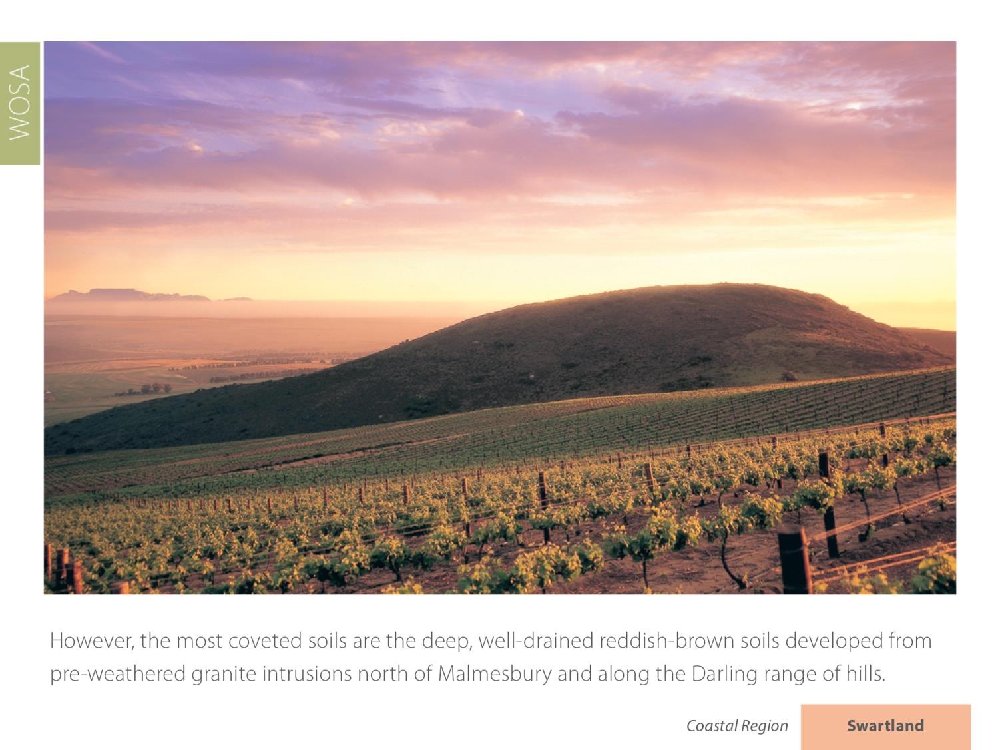 WOSA
However, the most coveted soils are the deep, well-drained reddish-brown soils developed from
pre-weathered granite intrusions north of Malmesbury and along the Darling range of hills.
Coastal Region
Swartland